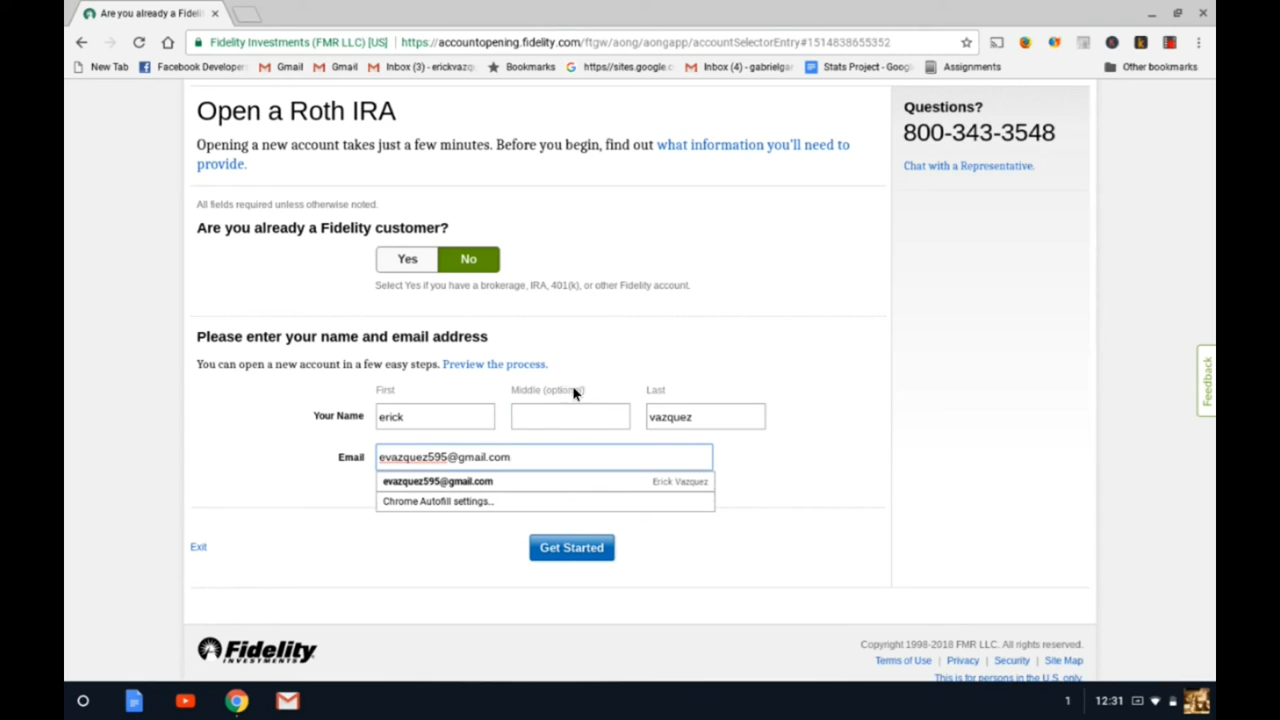 Are you already a Fideli
Fidelity Investments (FMR LLC) [US] https://accountopening.fidelity.com/ftgw/aong/aongapp/accountSelectorEntry#1514838655352
New Tab Facebook Developer Gmail Gmail Inbox (3) - erickvazq Bookmarks https//sites.google.c Inbox (4) - gabrielga Stats Project - Goog Assignments Other bookmarks
Open a Roth IRA
Opening a new account takes just a few minutes. Before you begin, find out what information you'll need to
provide.
All fields required unless otherwise noted.
Are you already a Fidelity customer?
Yes No
Select Yes if you have a brokerage, IRA, 401(k), or other Fidelity account.
Please enter your name and email address
You can open a new account in a few easy steps. Preview the process.
First Middle (optional) Last
Your Name erick vazquez
Email evazquez595@gmail.com
evazquez595@gmail.com Erick Vazquez
Chrome Autofill settings...
Exit Get Started
Questions?
800-343-3548
Chat with a Representative.
Feedback
Fidelity
INVESTMENTS
Copyright 1998-2018 FMR LLC. All rights reserved.
Terms of Use | Privacy | Security | Site Map
This is for persons in the U.S. only.
1 12:31